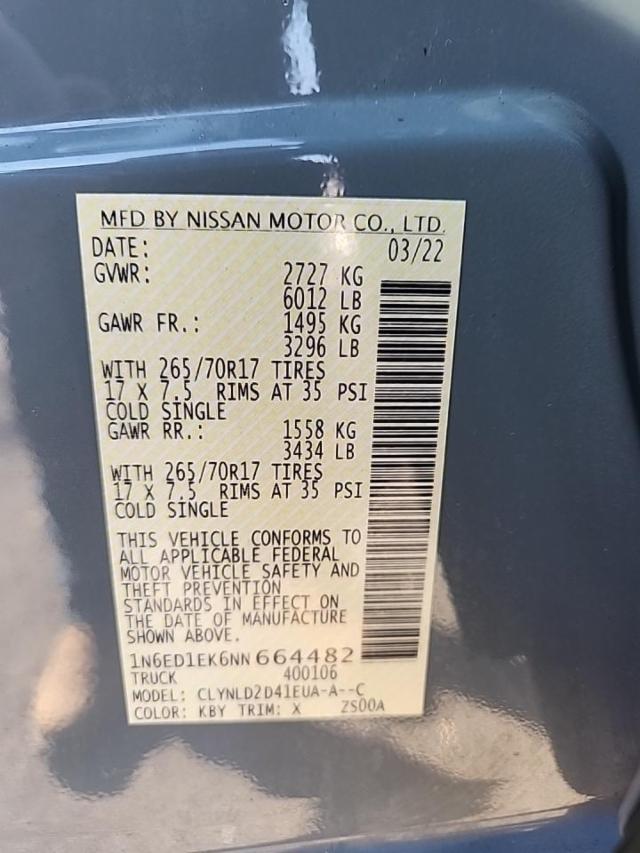 MFD BY NISSAN MOTOR CO., LTD.
DATE: 03/22
GVWR: 2727 KG
6012 LB
GAWR FR.: 1495 KG
3296 LB
WITH 265/70R17 TIRES
17 X 7.5 RIMS AT 35 PSI
COLD SINGLE
GAWR RR.: 1558 KG
3434 LB
WITH 265/70R17 TIRES
17 X 7.5 RIMS AT 35 PSI
COLD SINGLE
THIS VEHICLE CONFORMS TO
ALL APPLICABLE FEDERAL
MOTOR VEHICLE SAFETY AND
THEFT PREVENTION
STANDARDS IN EFFECT ON
THE DATE OF MANUFACTURE
SHOWN ABOVE.
1N6ED1EK6NN 664482
TRUCK 400106
MODEL: CLYNLD2D41EUA-A--C
COLOR: KBY TRIM: X ZS00A